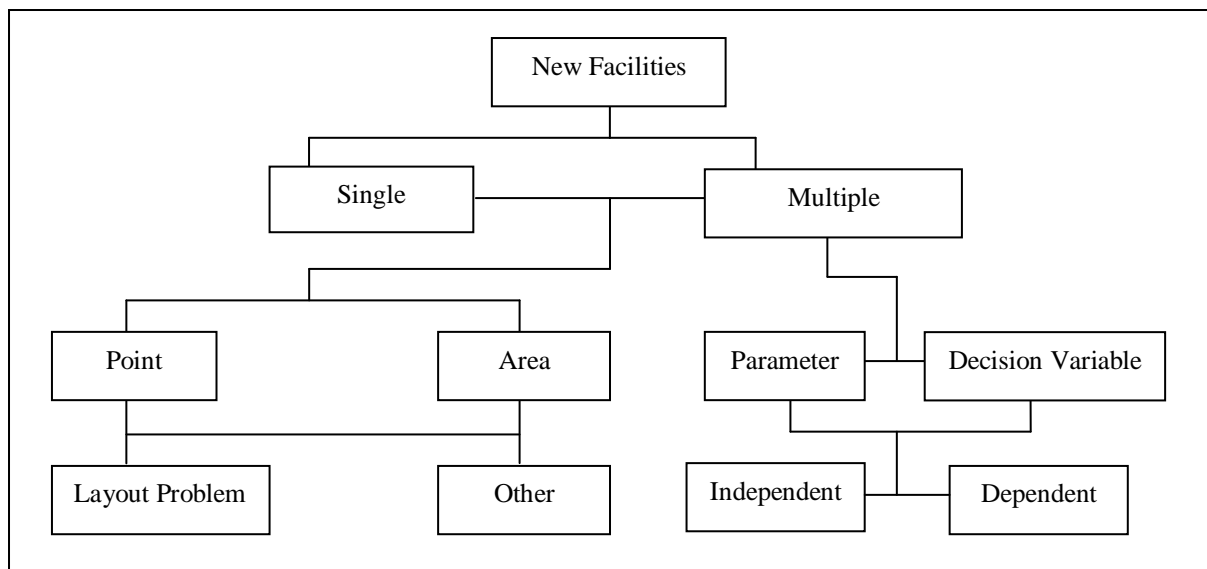 New Facilities
Single
Multiple
Point
Area
Parameter
Decision Variable
Layout Problem
Other
Independent
Dependent